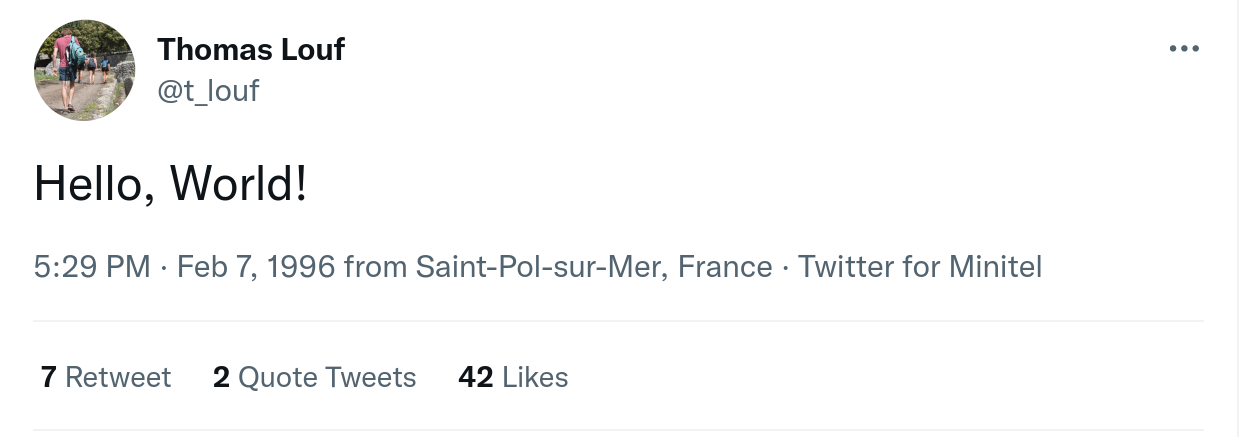 Thomas Louf
@t_louf
Hello, World!
5:29 PM · Feb 7, 1996 from Saint-Pol-sur-Mer, France · Twitter for Minitel
7 Retweet 2 Quote Tweets 42 Likes